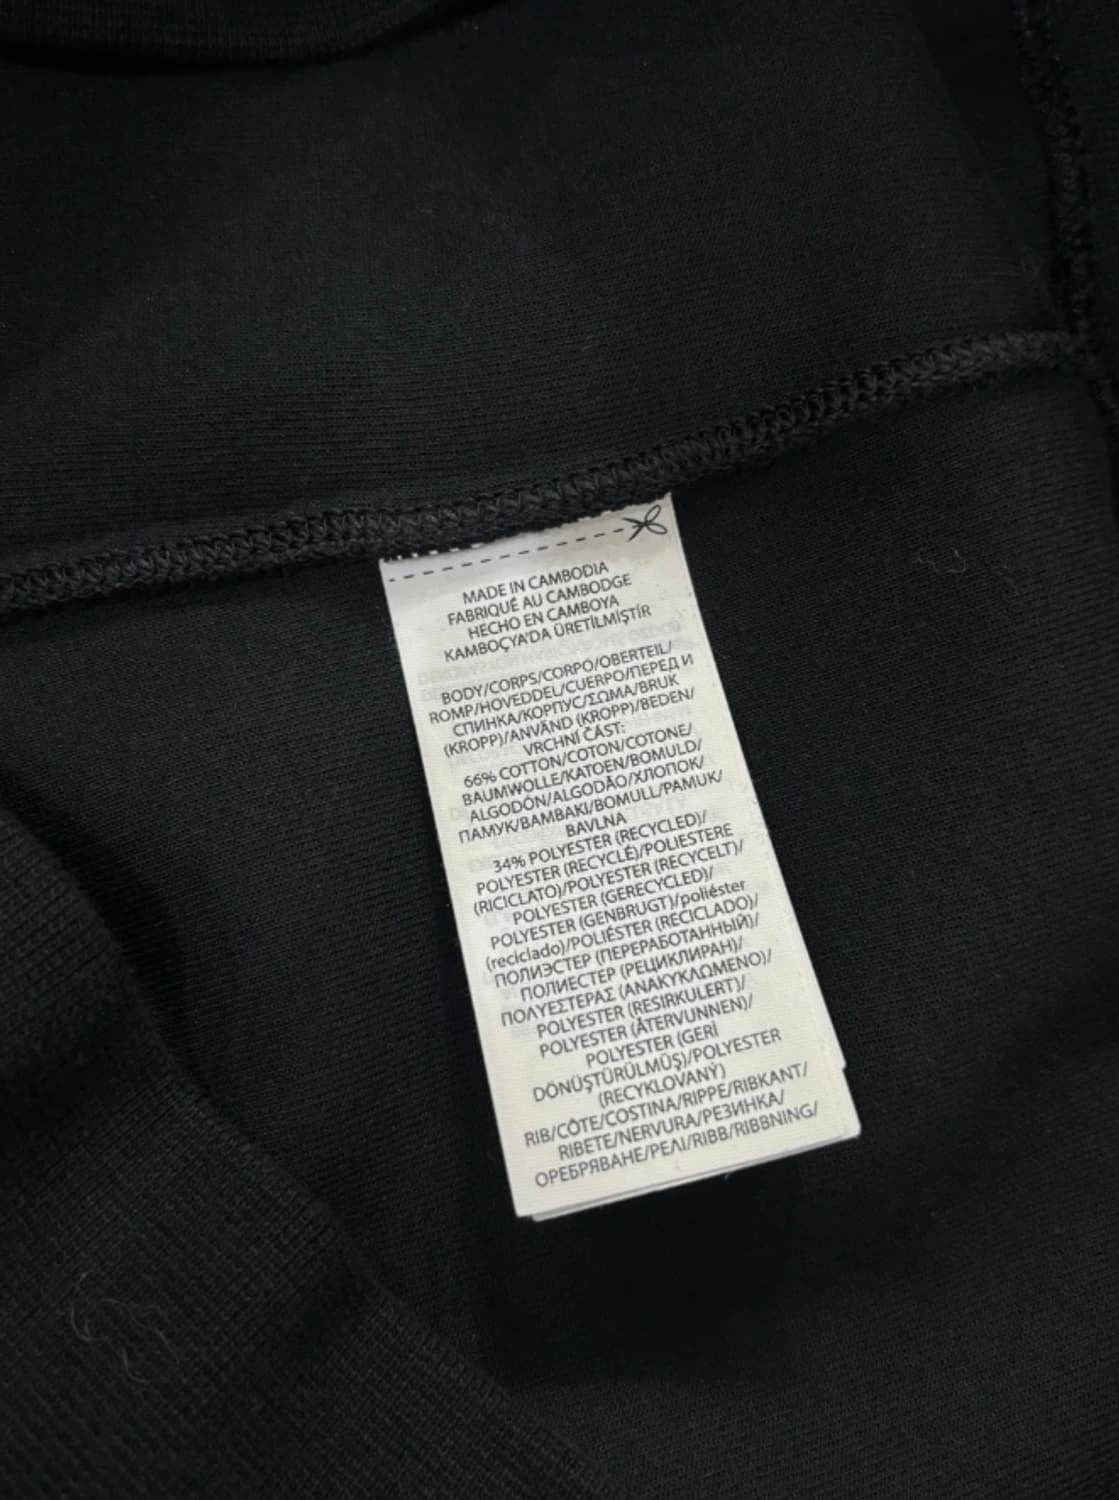 MADE IN CAMBODIA
FABRIQUÉ AU CAMBODGE
HECHO EN CAMBOYA
KAMBOÇYA'DA ÜRETİLMİŞTİR
BODY/CORPS/CORPO/OBERTEIL/
ROMP/HOVEDDEL/CUERPO/ПЕРЕД И
СПИНКА/КОРПУС/ΣΩΜΑ/BRUK
(KROPP)/ANVÄND (KROPP)/BEDEN/
VRCHNÍ ČÁST:
66% COTTON/COTON/COTONE/
BAUMWOLLE/KATOEN/BOMULD/
ALGODÓN/ALGODÃO/ХЛОПОК/
ПАМУК/ΒΑΜΒΑΚΙ/BOMULL/PAMUK/
BAVLNA
34% POLYESTER (RECYCLED)/
POLYESTER (RECYCLÉ)/POLIESTERE
(RICICLATO)/POLYESTER (RECYCELT)/
POLYESTER (GERECYCLED)/
POLYESTER (GENBRUGT)/poliéster
(reciclado)/POLIÉSTER (RECICLADO)/
ПОЛИЭСТЕР (ПЕРЕРАБОТАННЫЙ)/
ПОЛИЕСТЕР (РЕЦИКЛИРАН)/
ΠΟΛΥΕΣΤΕΡΑΣ (ΑΝΑΚΥΚΛΩΜΕΝΟ)/
POLYESTER (RESIRKULERT)/
POLYESTER (ÅTERVUNNEN)/
POLYESTER (GERİ
DÖNÜŞTÜRÜLMÜŞ)/POLYESTER
(RECYKLOVANÝ)
RIB/CÔTE/COSTINA/RIPPE/RIBKANT/
RIBETE/NERVURA/РЕЗИНКА/
ОРЕБРЯВАНЕ/ΡΕΛΙ/RIBB/RIBBNING/